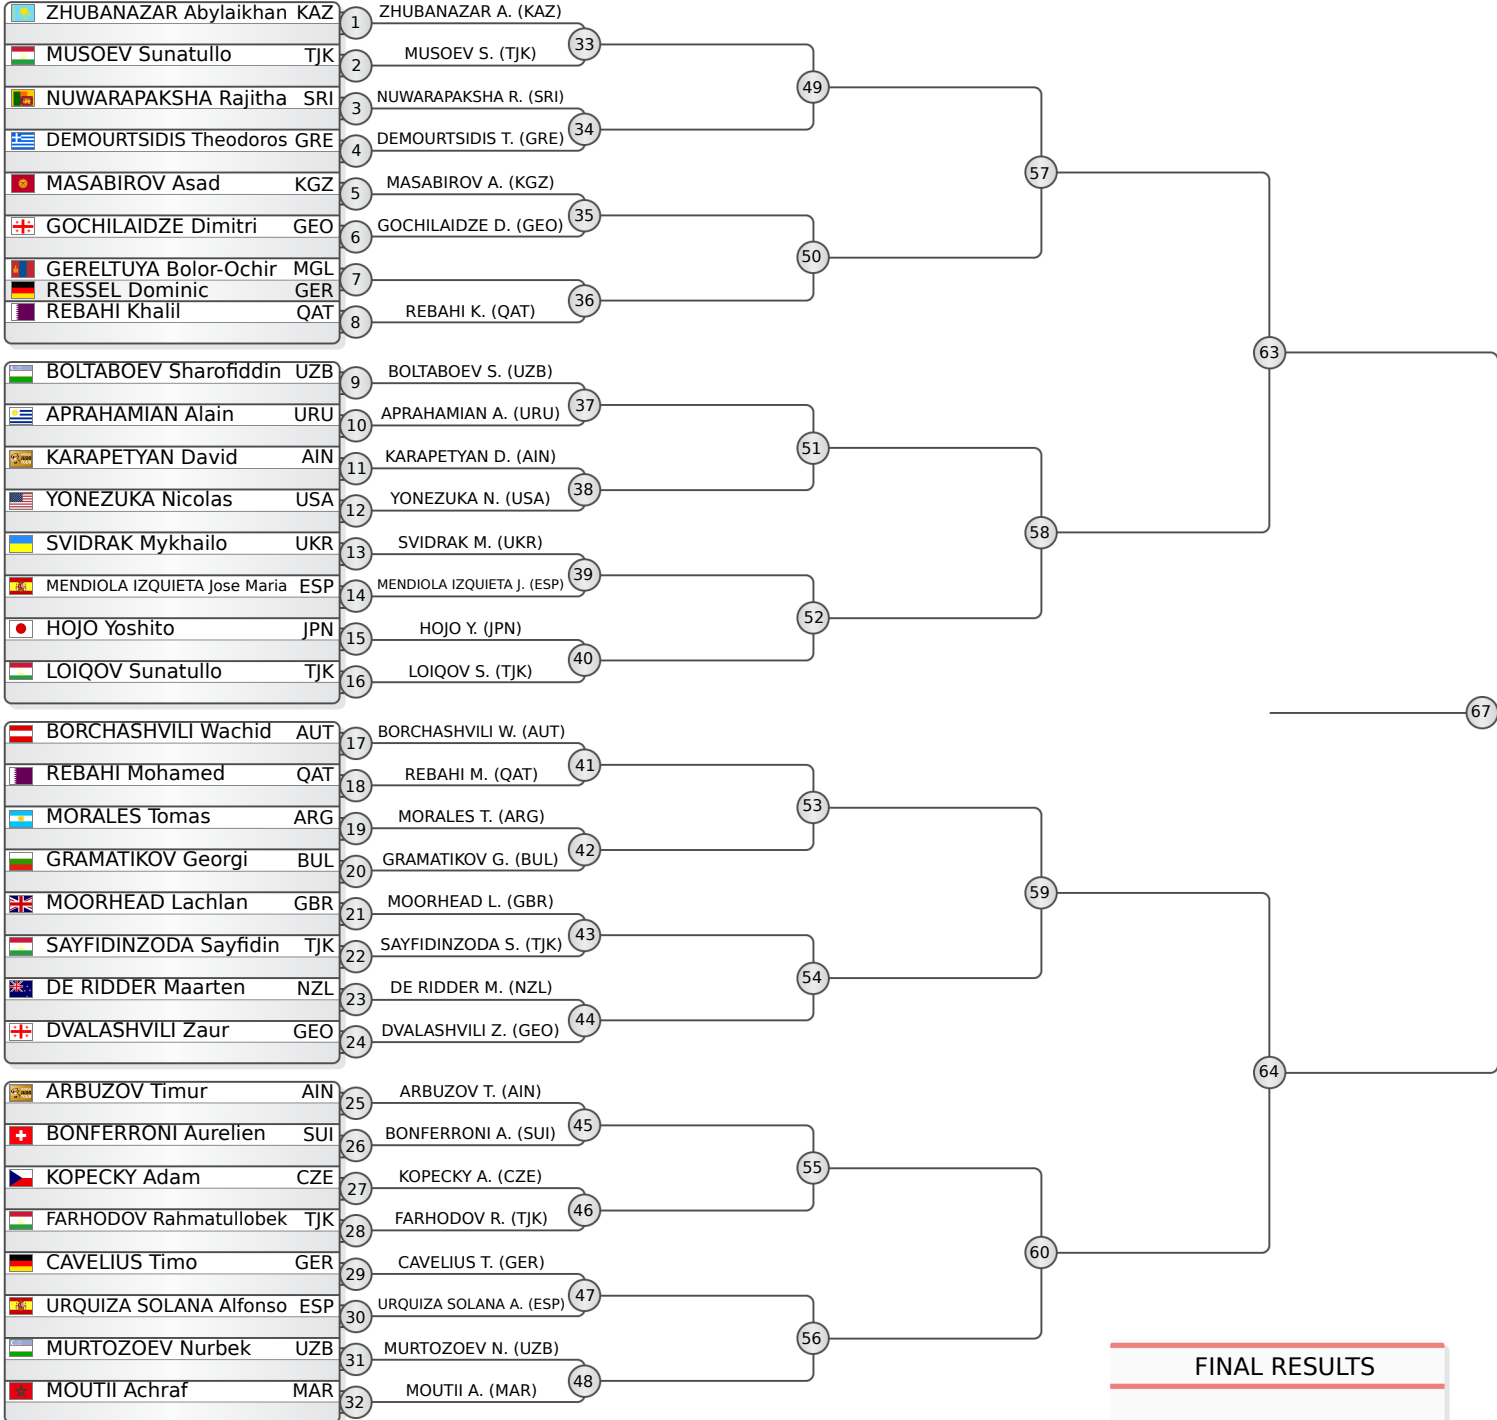 ZHUBANAZAR Abylaikhan KAZ 1 ZHUBANAZAR A. (KAZ)
33
MUSOEV Sunatullo TJK 2 MUSOEV S. (TJK)
49
NUWARAPAKSHA Rajitha SRI 3 NUWARAPAKSHA R. (SRI)
34
DEMOURTSIDIS Theodoros GRE 4 DEMOURTSIDIS T. (GRE)
57
MASABIROV Asad KGZ 5 MASABIROV A. (KGZ)
35
GOCHILAIDZE Dimitri GEO 6 GOCHILAIDZE D. (GEO)
50
GERELTUYA Bolor-Ochir MGL 7
RESSEL Dominic GER
36
REBAHI Khalil QAT 8 REBAHI K. (QAT)
63
BOLTABOEV Sharofiddin UZB 9 BOLTABOEV S. (UZB)
37
APRAHAMIAN Alain URU 10 APRAHAMIAN A. (URU)
51
KARAPETYAN David AIN 11 KARAPETYAN D. (AIN)
38
YONEZUKA Nicolas USA 12 YONEZUKA N. (USA)
58
SVIDRAK Mykhailo UKR 13 SVIDRAK M. (UKR)
39
MENDIOLA IZQUIETA Jose Maria ESP 14 MENDIOLA IZQUIETA J. (ESP)
52
HOJO Yoshito JPN 15 HOJO Y. (JPN)
40
LOIQOV Sunatullo TJK 16 LOIQOV S. (TJK)
67
BORCHASHVILI Wachid AUT 17 BORCHASHVILI W. (AUT)
41
REBAHI Mohamed QAT 18 REBAHI M. (QAT)
53
MORALES Tomas ARG 19 MORALES T. (ARG)
42
GRAMATIKOV Georgi BUL 20 GRAMATIKOV G. (BUL)
59
MOORHEAD Lachlan GBR 21 MOORHEAD L. (GBR)
43
SAYFIDINZODA Sayfidin TJK 22 SAYFIDINZODA S. (TJK)
54
DE RIDDER Maarten NZL 23 DE RIDDER M. (NZL)
44
DVALASHVILI Zaur GEO 24 DVALASHVILI Z. (GEO)
64
ARBUZOV Timur AIN 25 ARBUZOV T. (AIN)
45
BONFERRONI Aurelien SUI 26 BONFERRONI A. (SUI)
55
KOPECKY Adam CZE 27 KOPECKY A. (CZE)
46
FARHODOV Rahmatullobek TJK 28 FARHODOV R. (TJK)
60
CAVELIUS Timo GER 29 CAVELIUS T. (GER)
47
URQUIZA SOLANA Alfonso ESP 30 URQUIZA SOLANA A. (ESP)
56
MURTOZOEV Nurbek UZB 31 MURTOZOEV N. (UZB)
48
MOUTII Achraf MAR 32 MOUTII A. (MAR)
FINAL RESULTS